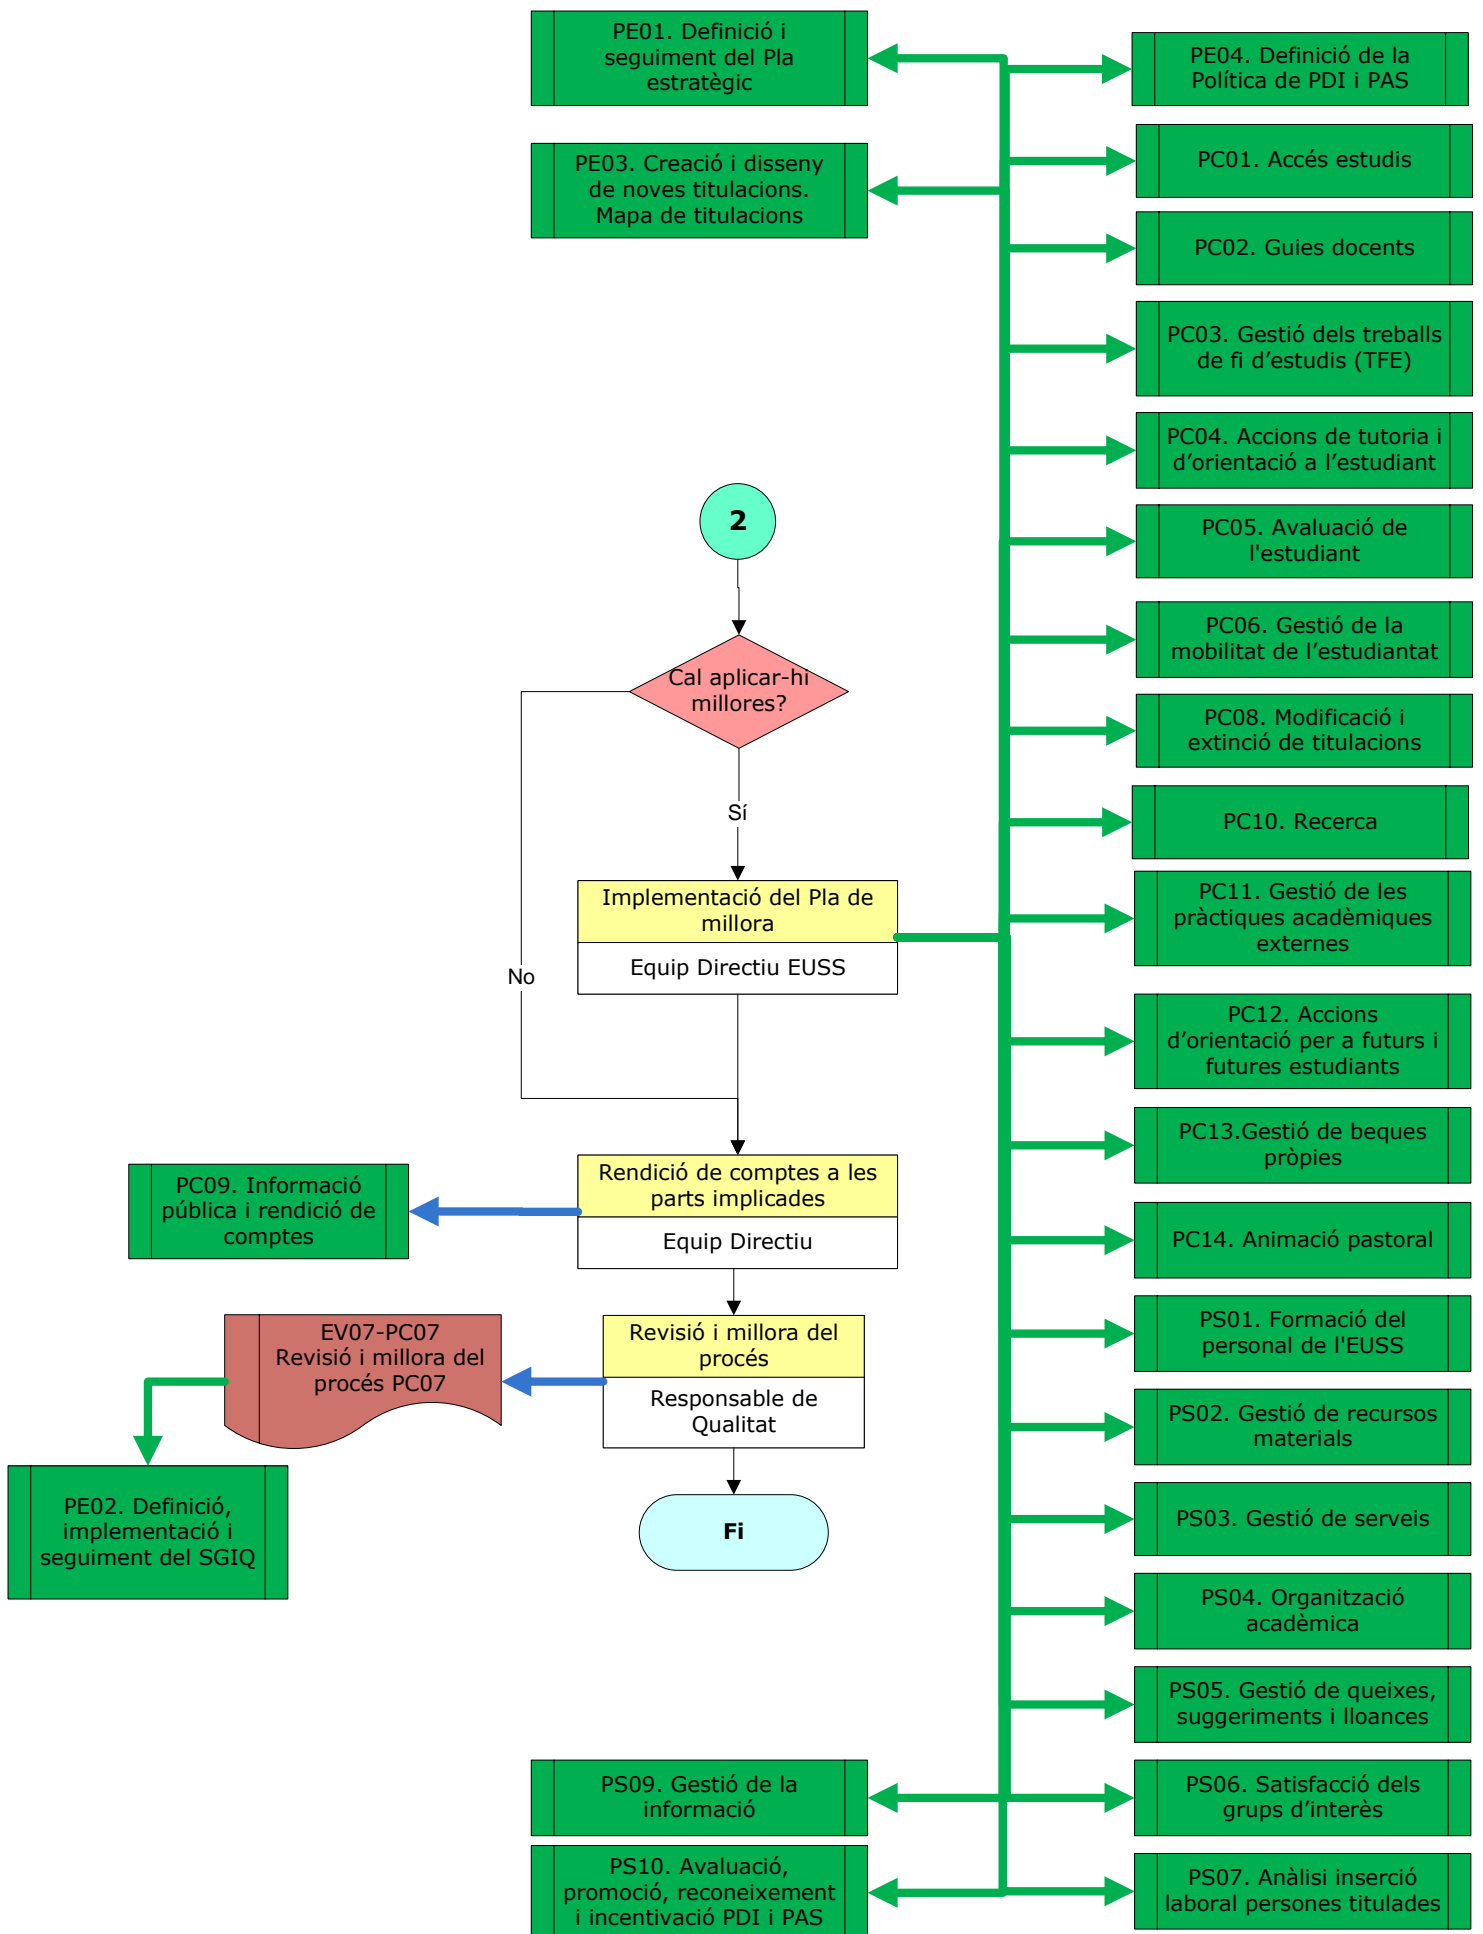 PE01. Definició i
seguiment del Pla
estratègic
PE04. Definició de la
Política de PDI i PAS
PE03. Creació i disseny
de noves titulacions.
Mapa de titulacions
PC01. Accés estudis
PC02. Guies docents
PC03. Gestió dels treballs
de fi d’estudis (TFE)
PC04. Accions de tutoria i
d’orientació a l’estudiant
2
PC05. Avaluació de
l'estudiant
PC06. Gestió de la
mobilitat de l’estudiantat
Cal aplicar-hi
millores?
PC08. Modificació i
extinció de titulacions
Sí
PC10. Recerca
Implementació del Pla de
millora
Equip Directiu EUSS
PC11. Gestió de les
pràctiques acadèmiques
externes
No
PC12. Accions
d’orientació per a futurs i
futures estudiants
PC13.Gestió de beques
pròpies
Rendició de comptes a les
parts implicades
Equip Directiu
PC09. Informació
pública i rendició de
comptes
PC14. Animació pastoral
EV07-PC07
Revisió i millora del
procés PC07
Revisió i millora del
procés
Responsable de
Qualitat
PS01. Formació del
personal de l'EUSS
PS02. Gestió de recursos
materials
PE02. Definició,
implementació i
seguiment del SGIQ
Fi
PS03. Gestió de serveis
PS04. Organització
acadèmica
PS05. Gestió de queixes,
suggeriments i lloances
PS09. Gestió de la
informació
PS06. Satisfacció dels
grups d’interès
PS10. Avaluació,
promoció, reconeixement
i incentivació PDI i PAS
PS07. Anàlisi inserció
laboral persones titulades